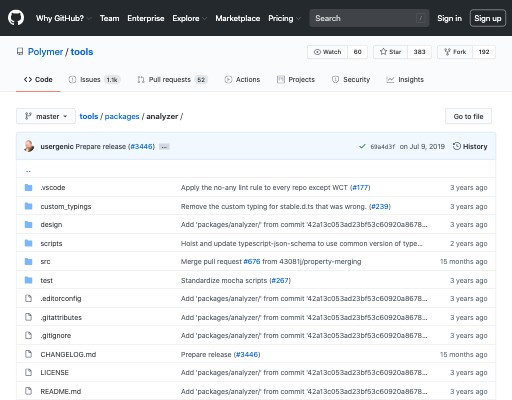 Why GitHub? Team Enterprise Explore Marketplace Pricing Search / Sign in Sign up
Polymer / tools Watch 60 Star 383 Fork 192
Code Issues 1.1k Pull requests 52 Actions Projects Security Insights
master tools / packages / analyzer / Go to file
usergenic Prepare release (#3446) ... 69a4d3f on Jul 9, 2019 History
..
.vscode Apply the no-any lint rule to every repo except WCT (#177) 3 years ago
custom_typings Remove the custom typing for stable.d.ts that was wrong. (#239) 3 years ago
design Add 'packages/analyzer/' from commit '42a13c053ad23bf53c60920a8678... 3 years ago
scripts Hoist and update typescript-json-schema to use common version of type... 2 years ago
src Merge pull request #676 from 43081j/property-merging 15 months ago
test Standardize mocha scripts (#267) 3 years ago
.editorconfig Add 'packages/analyzer/' from commit '42a13c053ad23bf53c60920a8678... 3 years ago
.gitattributes Add 'packages/analyzer/' from commit '42a13c053ad23bf53c60920a8678... 3 years ago
.gitignore Add 'packages/analyzer/' from commit '42a13c053ad23bf53c60920a8678... 3 years ago
CHANGELOG.md Prepare release (#3446) 15 months ago
LICENSE Add 'packages/analyzer/' from commit '42a13c053ad23bf53c60920a8678... 3 years ago
README.md Add 'packages/analyzer/' from commit '42a13c053ad23bf53c60920a8678... 3 years ago